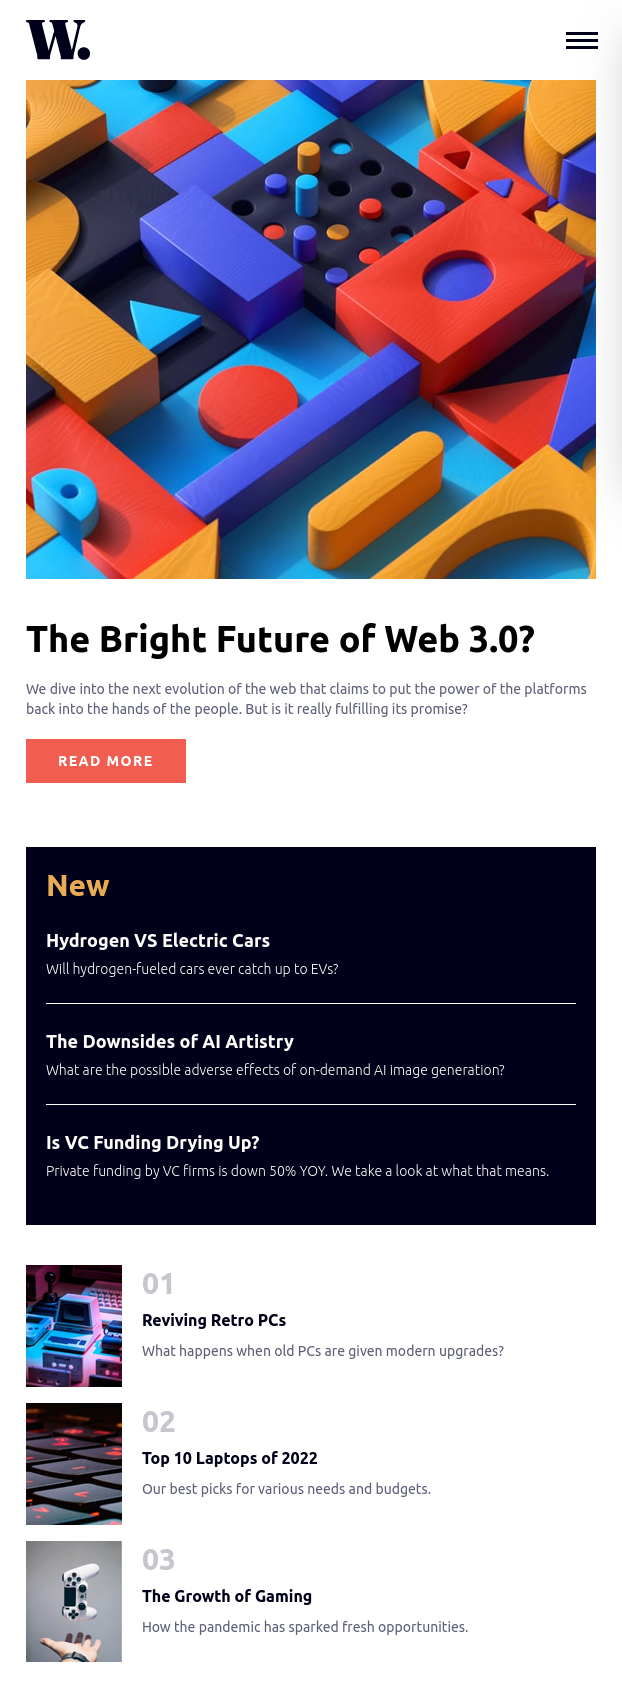 W.
The Bright Future of Web 3.0?
We dive into the next evolution of the web that claims to put the power of the platforms
back into the hands of the people. But is it really fulfilling its promise?
READ MORE
New
Hydrogen VS Electric Cars
Will hydrogen-fueled cars ever catch up to EVs?
The Downsides of AI Artistry
What are the possible adverse effects of on-demand AI image generation?
Is VC Funding Drying Up?
Private funding by VC firms is down 50% YOY. We take a look at what that means.
01
Reviving Retro PCs
What happens when old PCs are given modern upgrades?
02
Top 10 Laptops of 2022
Our best picks for various needs and budgets.
03
The Growth of Gaming
How the pandemic has sparked fresh opportunities.